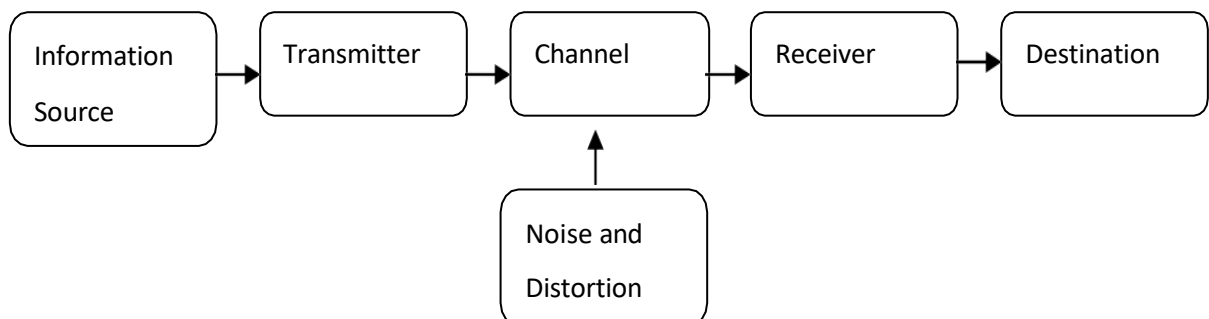 Information
Source
Transmitter
Channel
Receiver
Destination
Noise and
Distortion